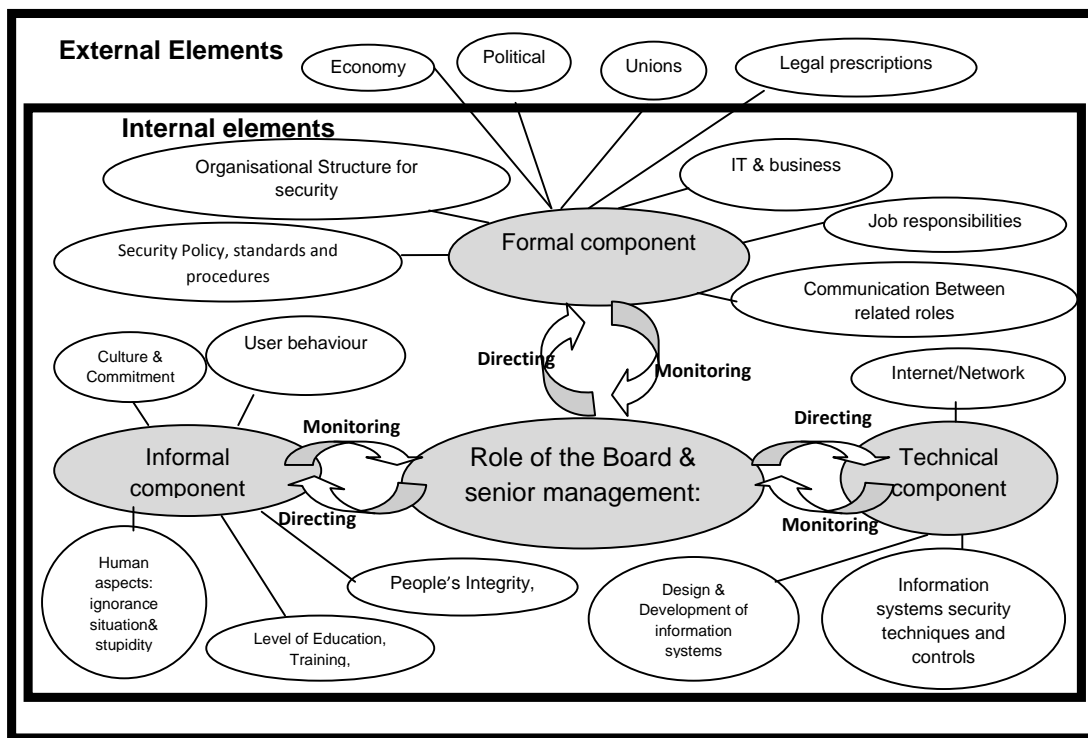 External Elements
Economy
Political
Unions
Legal prescriptions
Internal elements
Organisational Structure for
security
IT & business
Security Policy, standards and
procedures
Formal component
Job responsibilities
Communication Between
related roles
Culture &
Commitment
User behaviour
Directing
Monitoring
Internet/Network
Monitoring
Directing
Informal
component
Role of the Board &
senior management:
Technical
component
Directing
Monitoring
Human
aspects:
ignorance
situation&
stupidity
People's Integrity,
Level of Education,
Training,
Design &
Development of
information
systems
Information
systems security
techniques and
controls